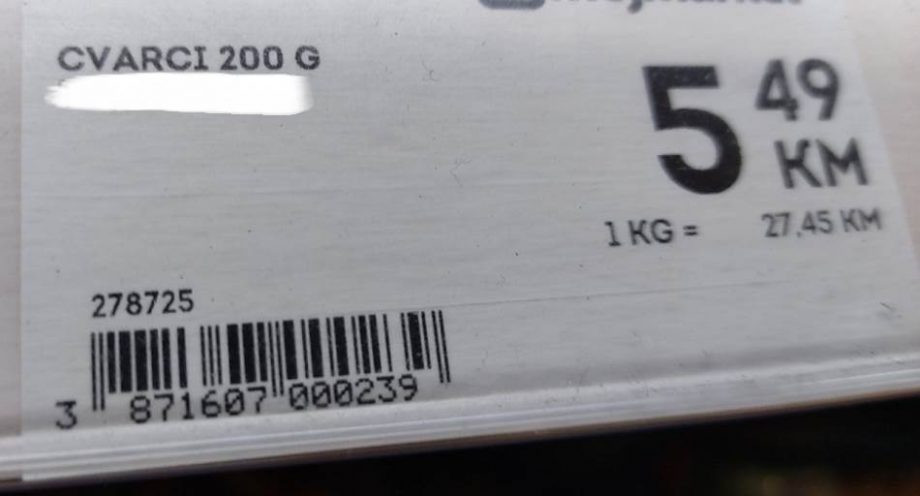 CVARCI 200 G
5 49
KM
1 KG = 27,45 KM
278725
3 871607 000239